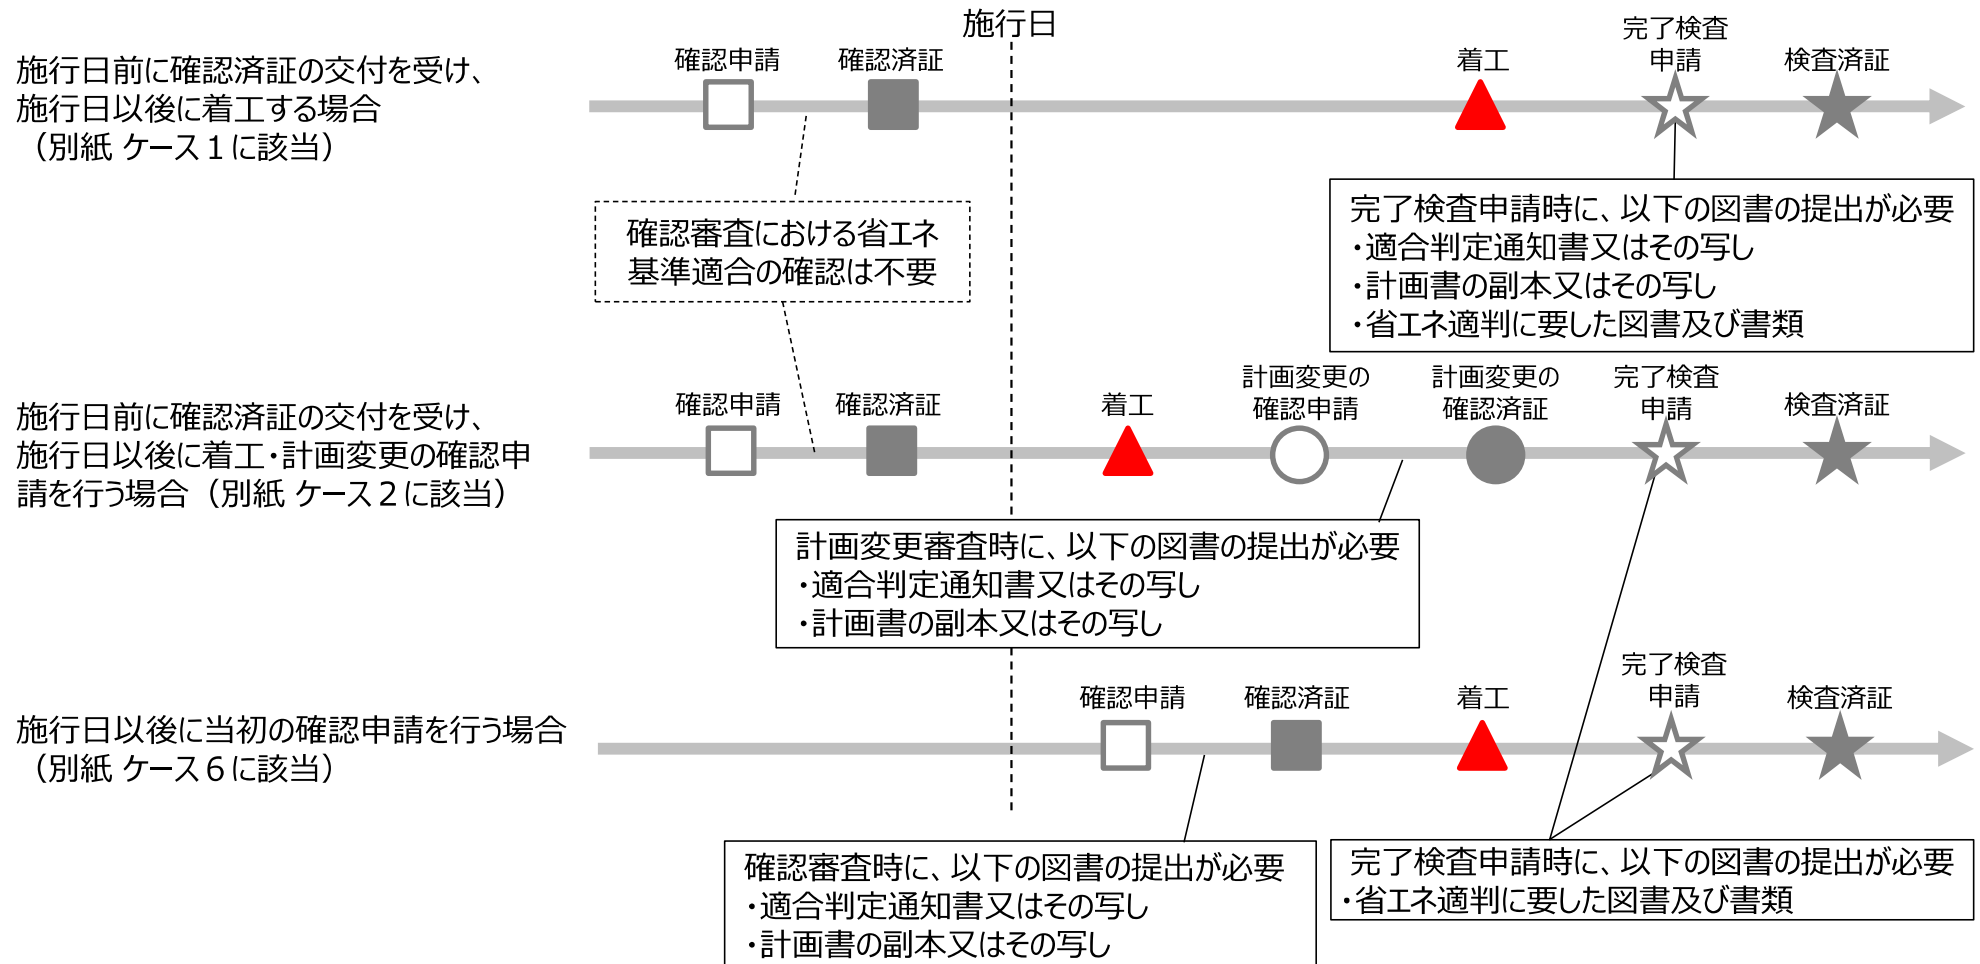 施行日
施行日前に確認済証の交付を受け、
施行日以後に着工する場合
（別紙 ケース１に該当）
確認申請
確認済証
着工
完了検査
申請
検査済証
確認審査における省エネ
基準適合の確認は不要
完了検査申請時に、以下の図書の提出が必要
・適合判定通知書又はその写し
・計画書の副本又はその写し
・省エネ適判に要した図書及び書類
施行日前に確認済証の交付を受け、
施行日以後に着工・計画変更の確認申
請を行う場合（別紙 ケース２に該当）
確認申請
確認済証
着工
計画変更の
確認申請
計画変更の
確認済証
完了検査
申請
検査済証
計画変更審査時に、以下の図書の提出が必要
・適合判定通知書又はその写し
・計画書の副本又はその写し
施行日以後に当初の確認申請を行う場合
（別紙 ケース６に該当）
確認申請
確認済証
着工
完了検査
申請
検査済証
確認審査時に、以下の図書の提出が必要
・適合判定通知書又はその写し
・計画書の副本又はその写し
完了検査申請時に、以下の図書の提出が必要
・省エネ適判に要した図書及び書類